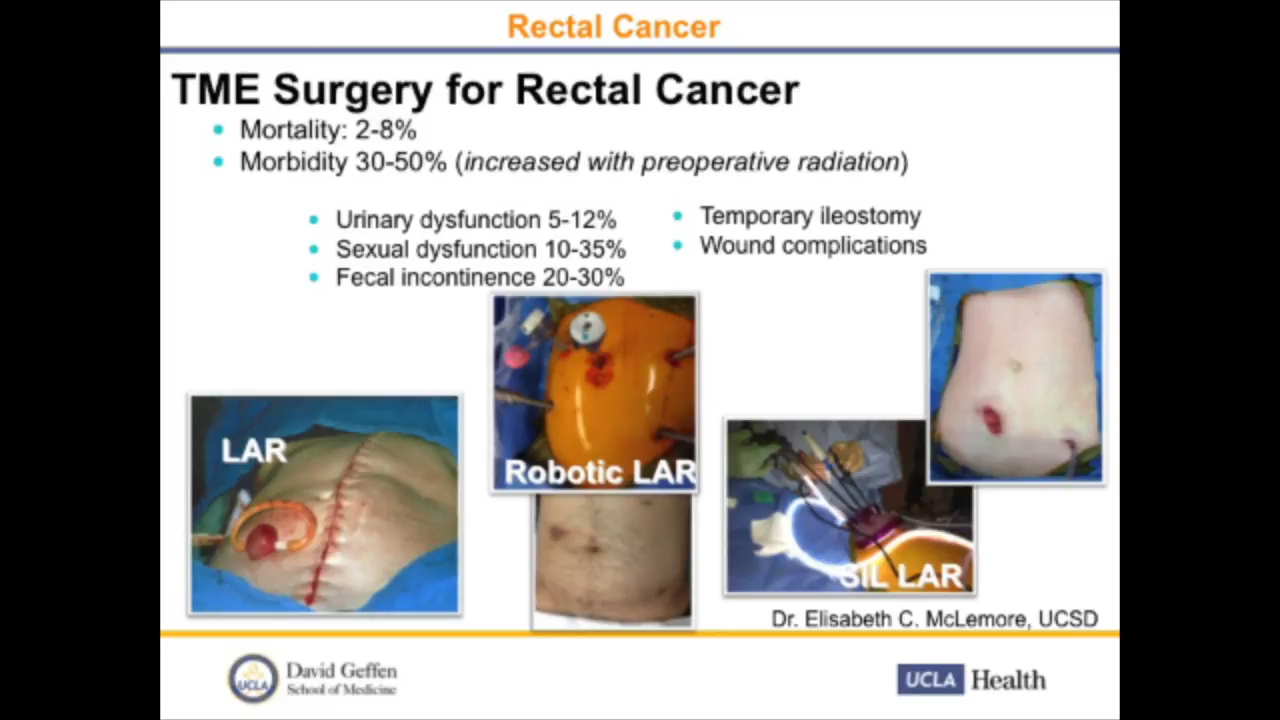 Rectal Cancer
TME Surgery for Rectal Cancer
• Mortality: 2-8%
• Morbidity 30-50% (increased with preoperative radiation)
• Urinary dysfunction 5-12%
• Sexual dysfunction 10-35%
• Fecal incontinence 20-30%
• Temporary ileostomy
• Wound complications
LAR
Robotic LAR
SIL LAR
Dr. Elisabeth C. McLemore, UCSD
UCLA
David Geffen
School of Medicine
UCLA Health